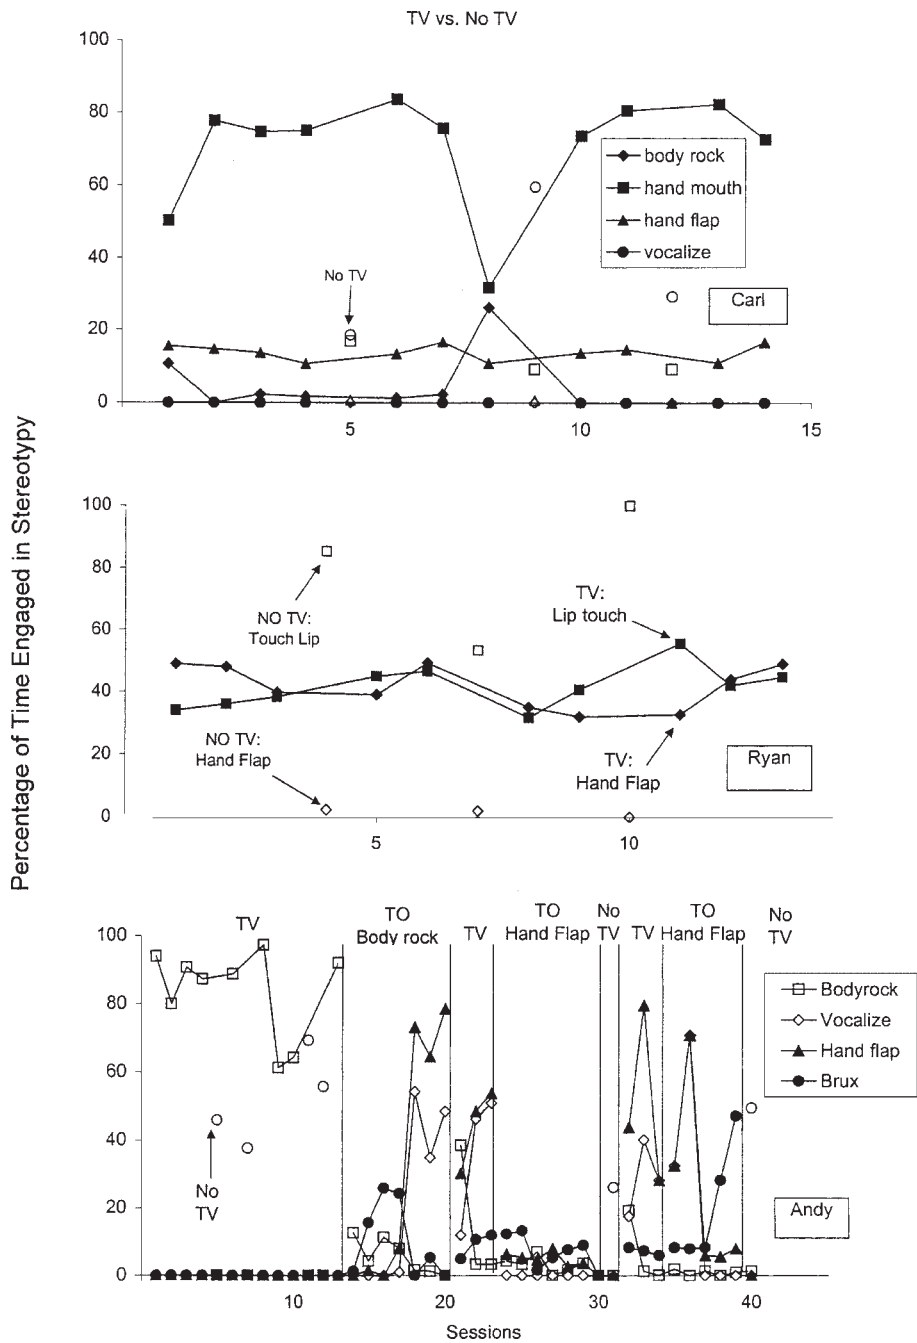 TV vs. No TV
Percentage of Time Engaged in Stereotypy
100
80
60
40
20
0
5
10
15
No TV
body rock
hand mouth
hand flap
vocalize
Carl
100
80
60
40
20
0
5
10
NO TV:
Touch Lip
TV:
Lip touch
NO TV:
Hand Flap
TV:
Hand Flap
Ryan
TV
TO
Body rock
TV
TO
Hand Flap
No
TV
TV
TO
Hand Flap
No
TV
100
80
60
40
20
0
10
20
30
40
No
TV
Bodyrock
Vocalize
Hand flap
Brux
Andy
Sessions